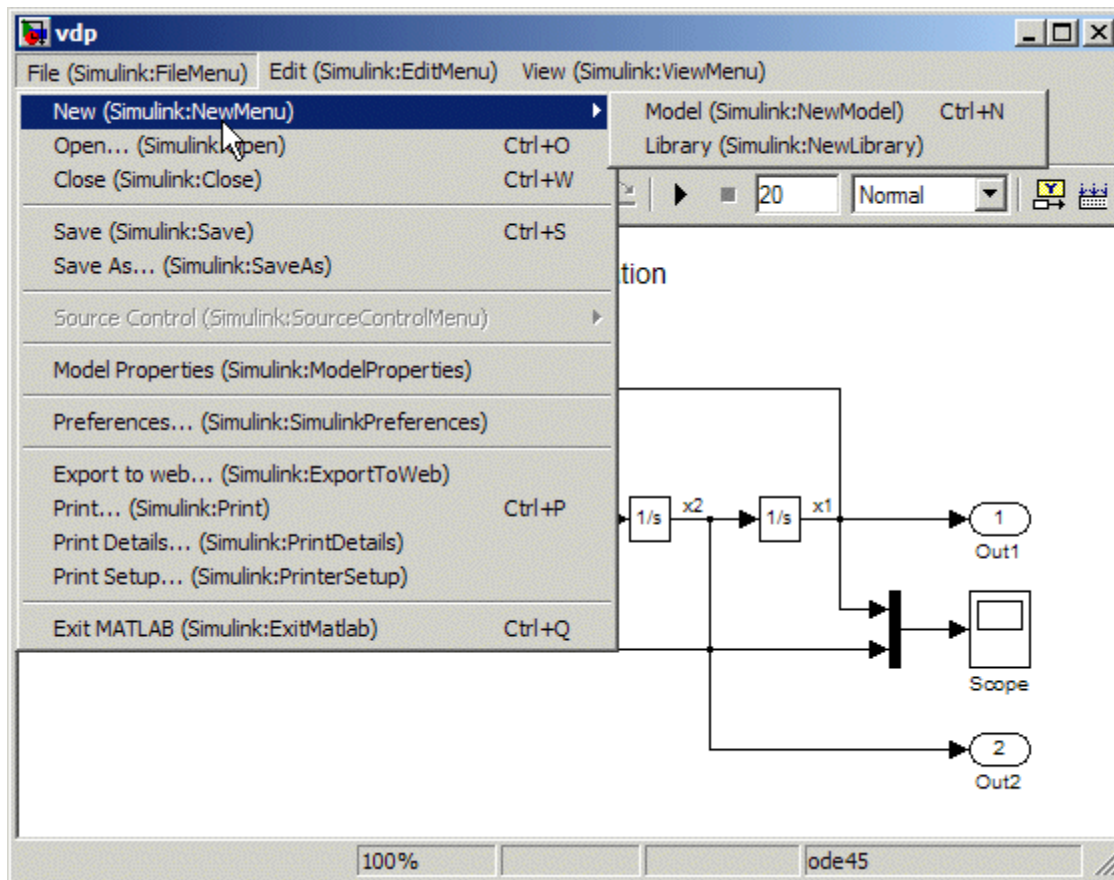 vdp
File (Simulink:FileMenu) Edit (Simulink:EditMenu) View (Simulink:ViewMenu)
New (Simulink:NewMenu)
Model (Simulink:NewModel) Ctrl+N
Open... (Simulink:Open) Ctrl+O
Library (Simulink:NewLibrary)
Close (Simulink:Close) Ctrl+W
20 Normal
Save (Simulink:Save) Ctrl+S
Save As... (Simulink:SaveAs)
tion
Source Control (Simulink:SourceControlMenu)
Model Properties (Simulink:ModelProperties)
Preferences... (Simulink:SimulinkPreferences)
Export to web... (Simulink:ExportToWeb)
Print... (Simulink:Print) Ctrl+P
Print Details... (Simulink:PrintDetails)
Print Setup... (Simulink:PrinterSetup)
Exit MATLAB (Simulink:ExitMatlab) Ctrl+Q
1/s x2 1/s x1 1
Out1
Scope
2
Out2
100% ode45